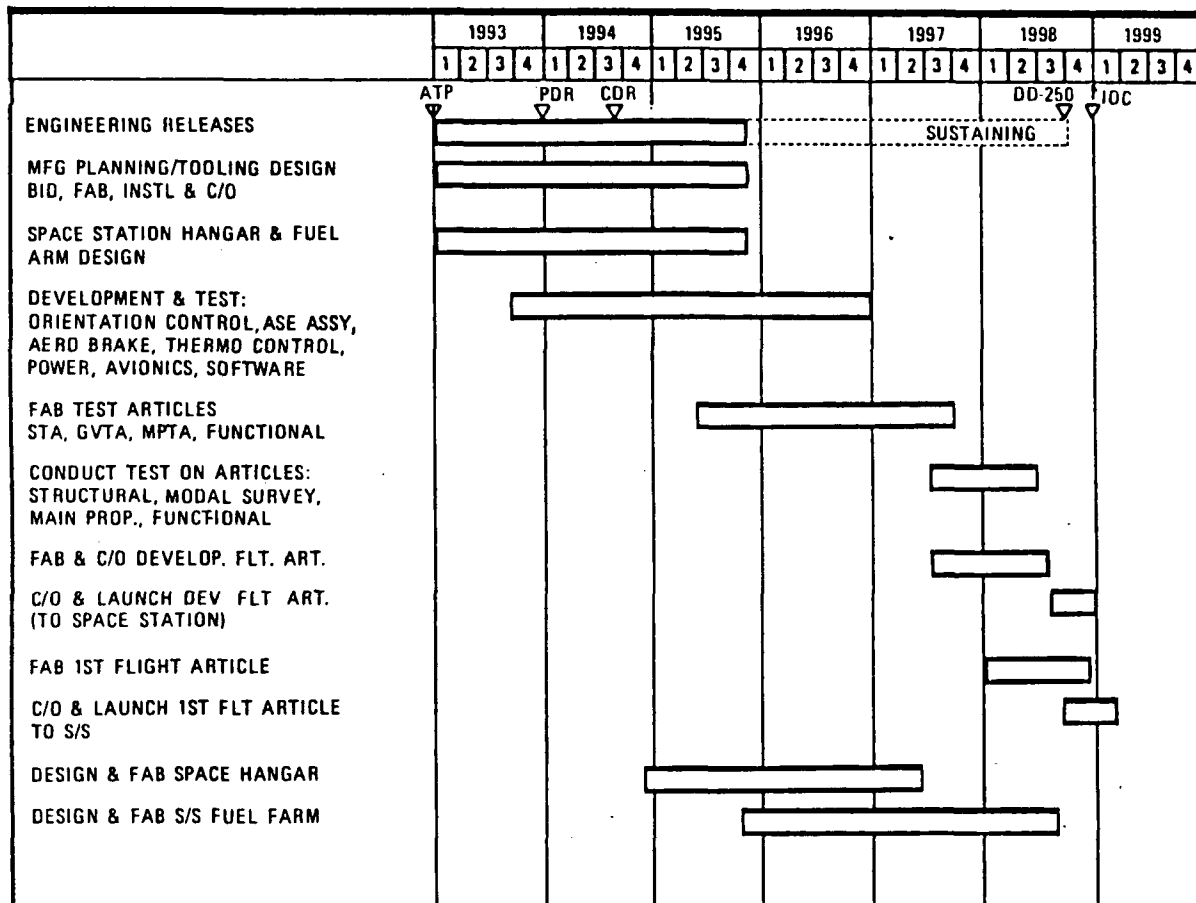 1993 1994 1995 1996 1997 1998 1999
1 2 3 4 1 2 3 4 1 2 3 4 1 2 3 4 1 2 3 4 1 2 3 4 1 2 3 4
ATP PDR CDR DD-250 IOC
ENGINEERING RELEASES SUSTAINING
MFG PLANNING/TOOLING DESIGN
BID, FAB, INSTL & C/O
SPACE STATION HANGAR & FUEL
ARM DESIGN
DEVELOPMENT & TEST:
ORIENTATION CONTROL, ASE ASSY,
AERO BRAKE, THERMO CONTROL,
POWER, AVIONICS, SOFTWARE
FAB TEST ARTICLES
STA, GVTA, MPTA, FUNCTIONAL
CONDUCT TEST ON ARTICLES:
STRUCTURAL, MODAL SURVEY,
MAIN PROP., FUNCTIONAL
FAB & C/O DEVELOP. FLT. ART.
C/O & LAUNCH DEV FLT ART.
(TO SPACE STATION)
FAB 1ST FLIGHT ARTICLE
C/O & LAUNCH 1ST FLT ARTICLE
TO S/S
DESIGN & FAB SPACE HANGAR
DESIGN & FAB S/S FUEL FARM